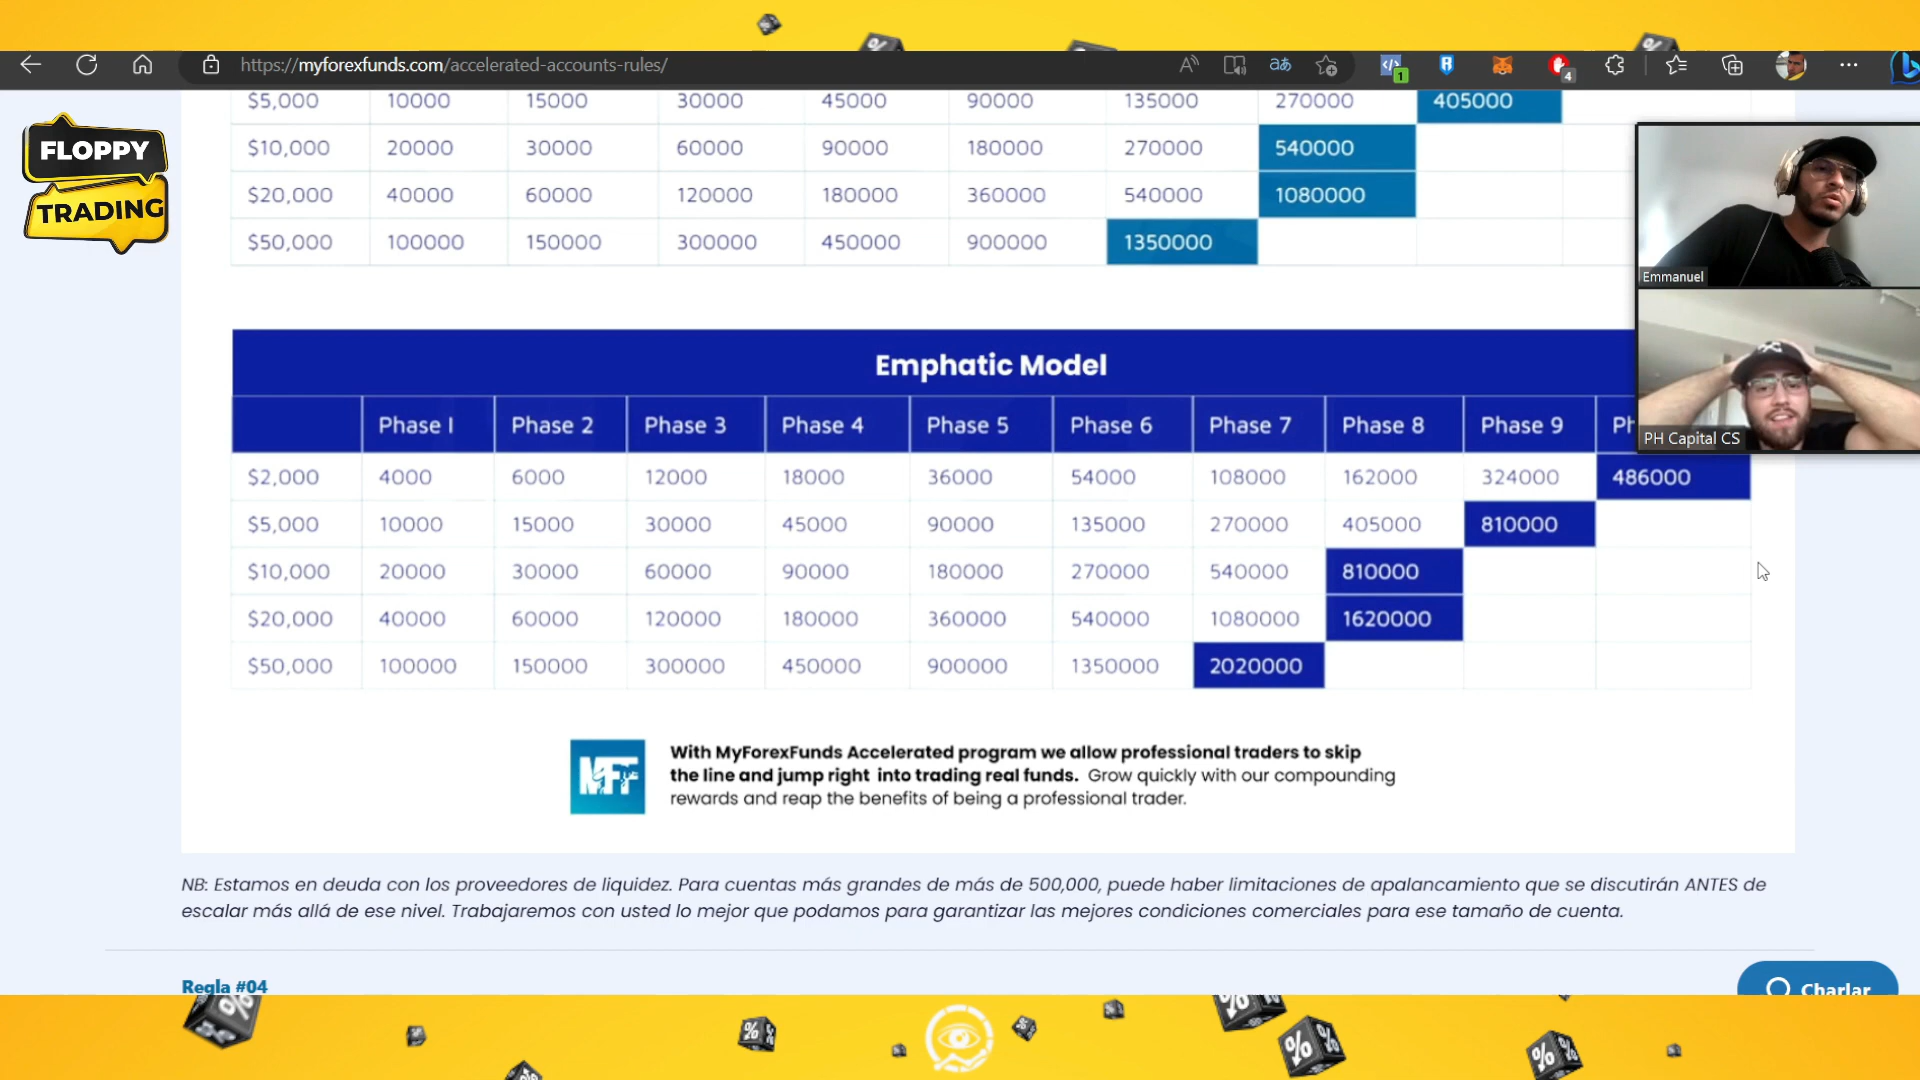 https://myforexfunds.com/accelerated-accounts-rules/
1
4
FLOPPY
TRADING
$5,000 10000 15000 30000 45000 90000 135000 270000 405000
$10,000 20000 30000 60000 90000 180000 270000 540000
$20,000 40000 60000 120000 180000 360000 540000 1080000
$50,000 100000 150000 300000 450000 900000 1350000
Emmanuel
PH Capital CS
Emphatic Model
Phase 1 Phase 2 Phase 3 Phase 4 Phase 5 Phase 6 Phase 7 Phase 8 Phase 9 Ph
$2,000 4000 6000 12000 18000 36000 54000 108000 162000 324000 486000
$5,000 10000 15000 30000 45000 90000 135000 270000 405000 810000
$10,000 20000 30000 60000 90000 180000 270000 540000 810000
$20,000 40000 60000 120000 180000 360000 540000 1080000 1620000
$50,000 100000 150000 300000 450000 900000 1350000 2020000
MFF
With MyForexFunds Accelerated program we allow professional traders to skip
the line and jump right into trading real funds. Grow quickly with our compounding
rewards and reap the benefits of being a professional trader.
NB: Estamos en deuda con los proveedores de liquidez. Para cuentas más grandes de más de 500,000, puede haber limitaciones de apalancamiento que se discutirán ANTES de
escalar más allá de ese nivel. Trabajaremos con usted lo mejor que podamos para garantizar las mejores condiciones comerciales para ese tamaño de cuenta.
Regla #04
Charlar